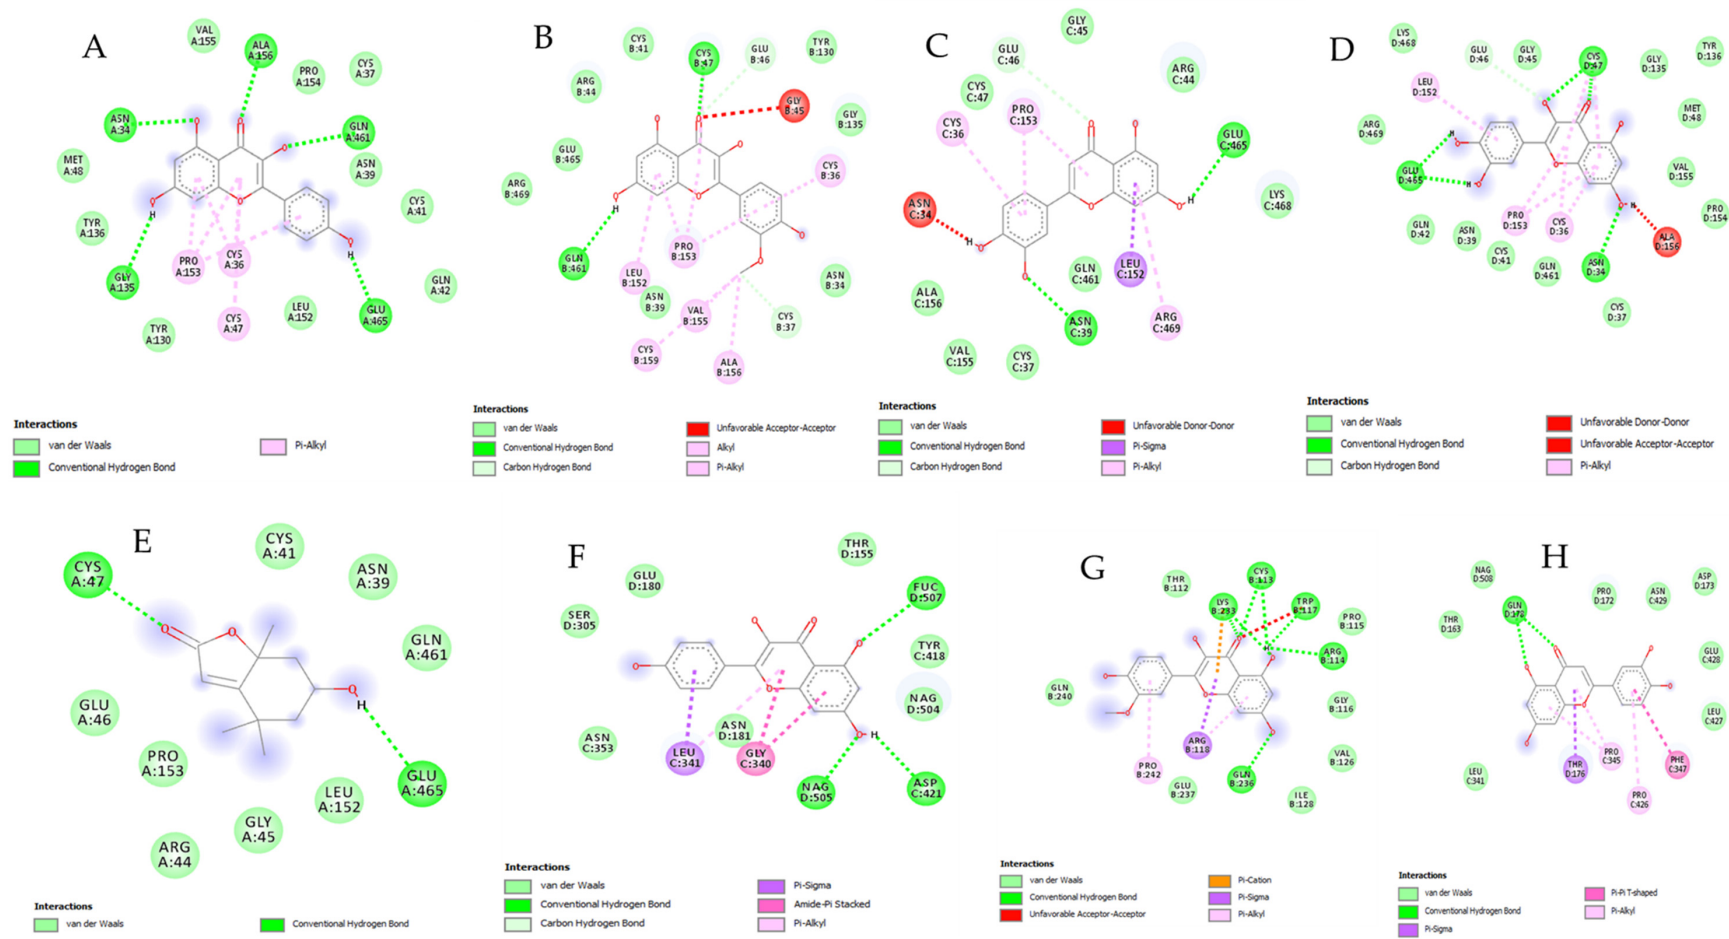 A
VAL
A:155
ALA
A:156
PRO
A:154
CYS
A:37
ASN
A:34
GLN
A:461
MET
A:48
ASN
A:39
TYR
A:136
CYS
A:41
GLY
A:135
PRO
A:153
CYS
A:36
GLN
A:42
TYR
A:130
CYS
A:47
LEU
A:152
GLU
A:465
O
O
O
O
O
H
O
H
Interactions
van der Waals
Conventional Hydrogen Bond
Pi-Alkyl
B
CYS
B:41
CYS
B:47
GLU
B:46
TYR
B:130
ARG
B:44
GLY
B:45
GLY
B:135
GLU
B:465
CYS
B:36
ARG
B:469
GLN
B:461
LEU
B:152
PRO
B:153
ASN
B:39
VAL
B:155
ASN
B:34
CYS
B:37
CYS
B:159
ALA
B:156
O
O
O
O
O
H
O
O
Interactions
van der Waals
Conventional Hydrogen Bond
Carbon Hydrogen Bond
Unfavorable Acceptor-Acceptor
Alkyl
Pi-Alkyl
C
GLY
C:45
GLU
C:46
ARG
C:44
CYS
C:47
PRO
C:153
CYS
C:36
GLU
C:465
ASN
C:34
LYS
C:468
LEU
C:152
GLN
C:461
ALA
C:156
ASN
C:39
ARG
C:469
VAL
C:155
CYS
C:37
O
O
O
O
H
H
O
O
Interactions
van der Waals
Conventional Hydrogen Bond
Carbon Hydrogen Bond
Unfavorable Donor-Donor
Pi-Sigma
Pi-Alkyl
D
LYS
D:468
GLU
D:46
GLY
D:45
CYS
D:47
GLY
D:135
TYR
D:136
LEU
D:152
MET
D:48
ARG
D:469
GLU
D:465
VAL
D:155
PRO
D:154
GLN
D:42
ASN
D:39
PRO
D:153
CYS
D:36
CYS
D:41
GLN
D:461
ASN
D:34
ALA
D:156
CYS
D:37
O
O
O
H
O
H
O
O
O
H
Interactions
van der Waals
Conventional Hydrogen Bond
Carbon Hydrogen Bond
Unfavorable Donor-Donor
Unfavorable Acceptor-Acceptor
Pi-Alkyl
E
CYS
A:47
CYS
A:41
ASN
A:39
GLN
A:461
GLU
A:46
PRO
A:153
GLU
A:465
LEU
A:152
GLY
A:45
ARG
A:44
O
O
O
H
Interactions
van der Waals
Conventional Hydrogen Bond
F
THR
D:155
GLU
D:180
FUC
D:507
SER
D:305
TYR
C:418
NAG
D:504
ASN
C:353
ASN
D:181
LEU
C:341
GLY
C:340
NAG
D:505
ASP
C:421
O
O
O
O
O
O
H
Interactions
van der Waals
Conventional Hydrogen Bond
Carbon Hydrogen Bond
Pi-Sigma
Amide-Pi Stacked
Pi-Alkyl
G
THR
B:112
CYS
B:113
LYS
B:233
TRP
B:117
PRO
B:115
ARG
B:114
GLN
B:240
GLY
B:116
ARG
B:118
VAL
B:126
PRO
B:242
GLU
B:237
GLN
B:236
ILE
B:128
O
O
H
O
O
O
O
O
Interactions
van der Waals
Conventional Hydrogen Bond
Unfavorable Acceptor-Acceptor
Pi-Cation
Pi-Sigma
Pi-Alkyl
H
NAG
D:508
GLN
D:178
PRO
D:172
ASN
C:429
ASP
D:173
THR
D:163
GLU
C:428
LEU
C:427
LEU
C:341
THR
D:176
PRO
C:345
PHE
C:347
PRO
C:426
O
O
O
O
O
O
Interactions
van der Waals
Conventional Hydrogen Bond
Pi-Sigma
Pi-Pi T-shaped
Pi-Alkyl